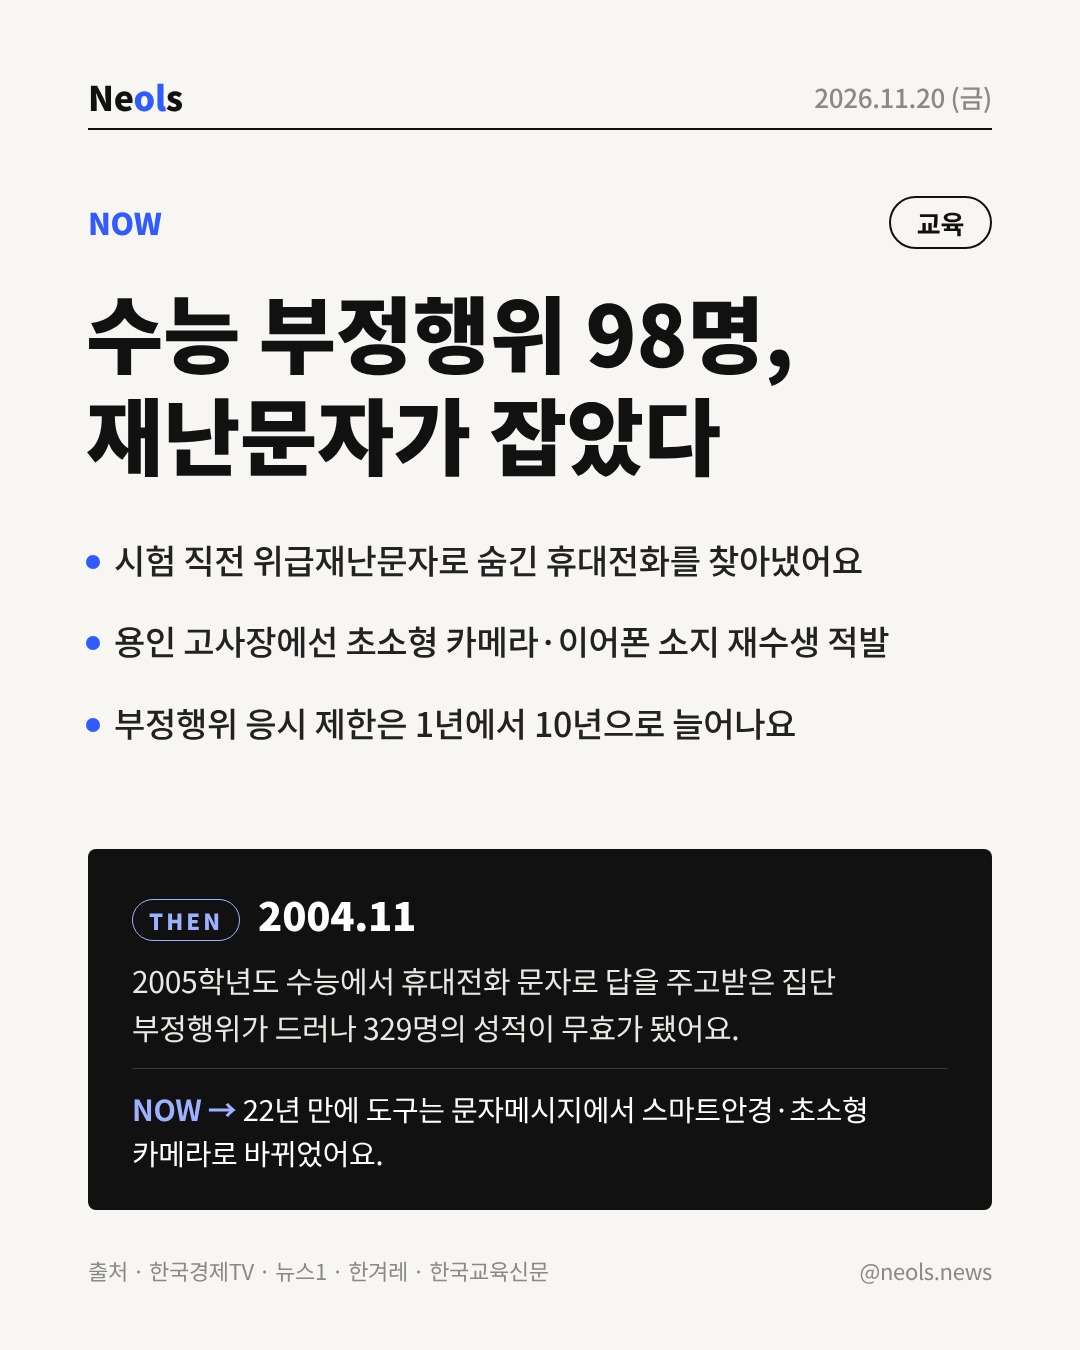 Neols
2026.11.20 (금)
NOW
교육
수능 부정행위 98명,
재난문자가 잡았다
시험 직전 위급재난문자로 숨긴 휴대전화를 찾아냈어요
용인 고사장에선 초소형 카메라·이어폰 소지 재수생 적발
부정행위 응시 제한은 1년에서 10년으로 늘어나요
THEN 2004.11
2005학년도 수능에서 휴대전화 문자로 답을 주고받은 집단
부정행위가 드러나 329명의 성적이 무효가 됐어요.
NOW → 22년 만에 도구는 문자메시지에서 스마트안경·초소형
카메라로 바뀌었어요.
출처 · 한국경제TV · 뉴스1 · 한겨레 · 한국교육신문
@neols.news